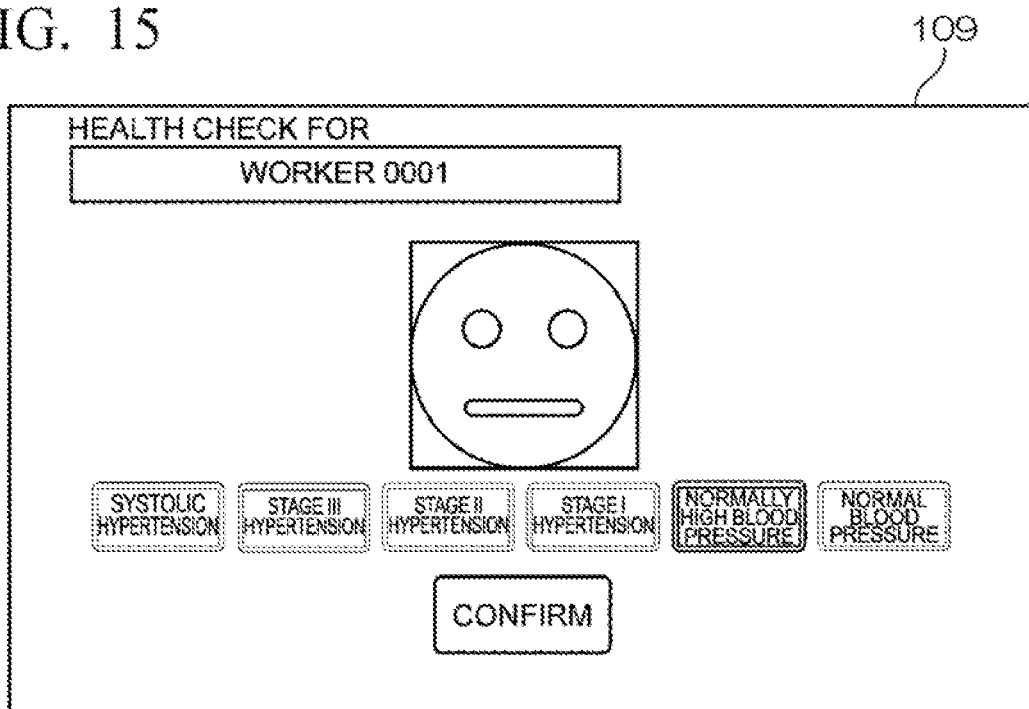 IG. 15
109
HEALTH CHECK FOR
WORKER 0001
SYSTOLIC
HYPERTENSION
STAGE III
HYPERTENSION
STAGE II
HYPERTENSION
STAGE I
HYPERTENSION
NORMALLY
HIGH BLOOD
PRESSURE
NORMAL
BLOOD
PRESSURE
CONFIRM